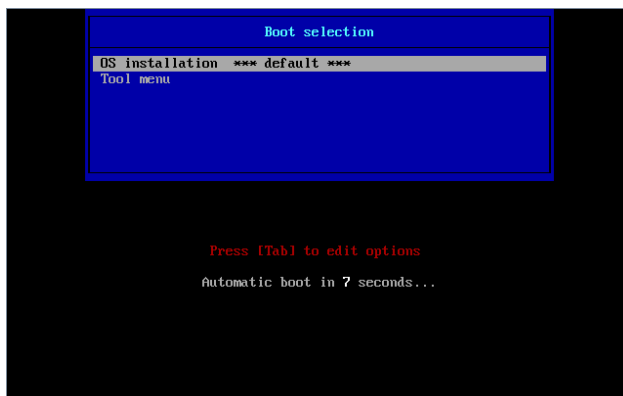 Boot selection
OS installation *** default ***
Tool menu
Press [Tab] to edit options
Automatic boot in 7 seconds...